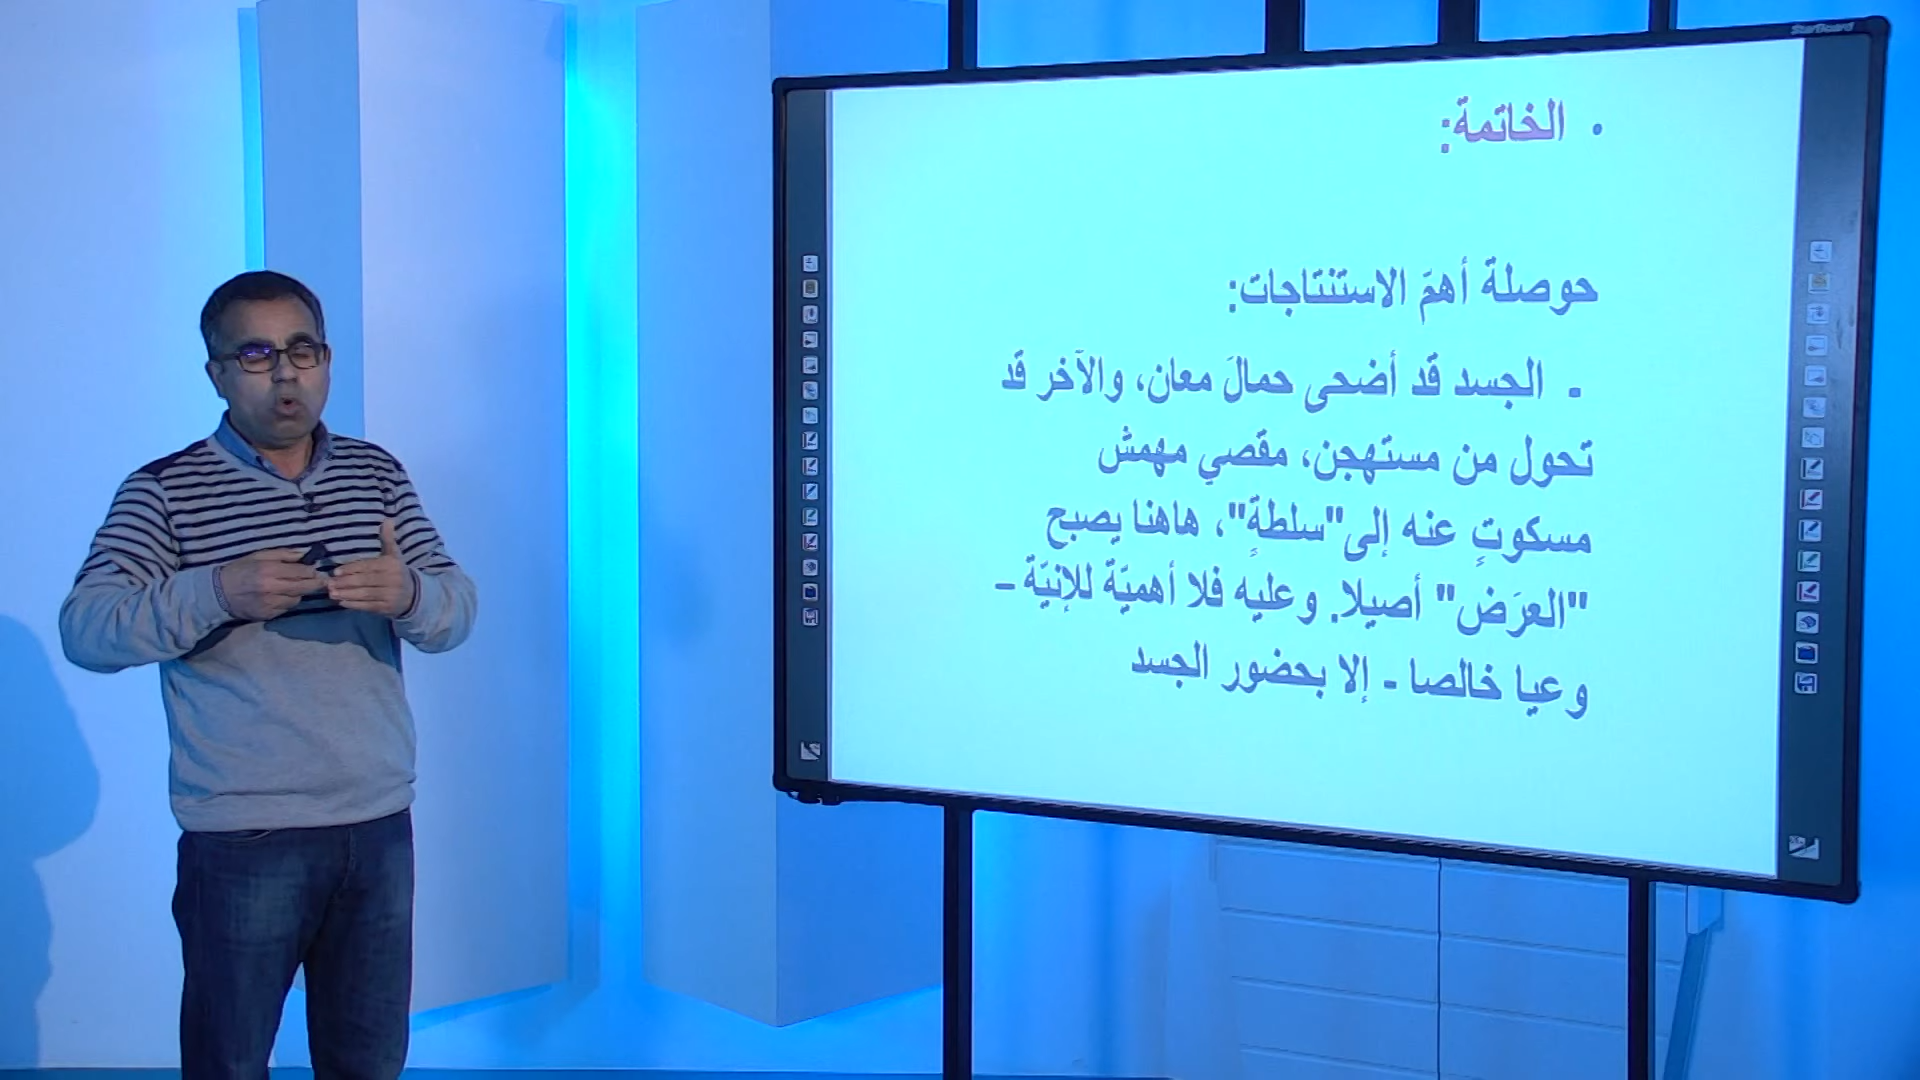 StarBoard
• الخاتمة:
حوصلة أهمّ الاستنتاجات:
- الجسد قد أضحى حمالَ معان، والآخر قد
تحول من مستهجن، مقصي مهمش
مسكوتٍ عنه إلى "سلطةٍ"، هاهنا يصبح
"العرَض" أصيلا. وعليه فلا أهميّة للإنيّة -
وعيا خالصا - إلا بحضور الجسد